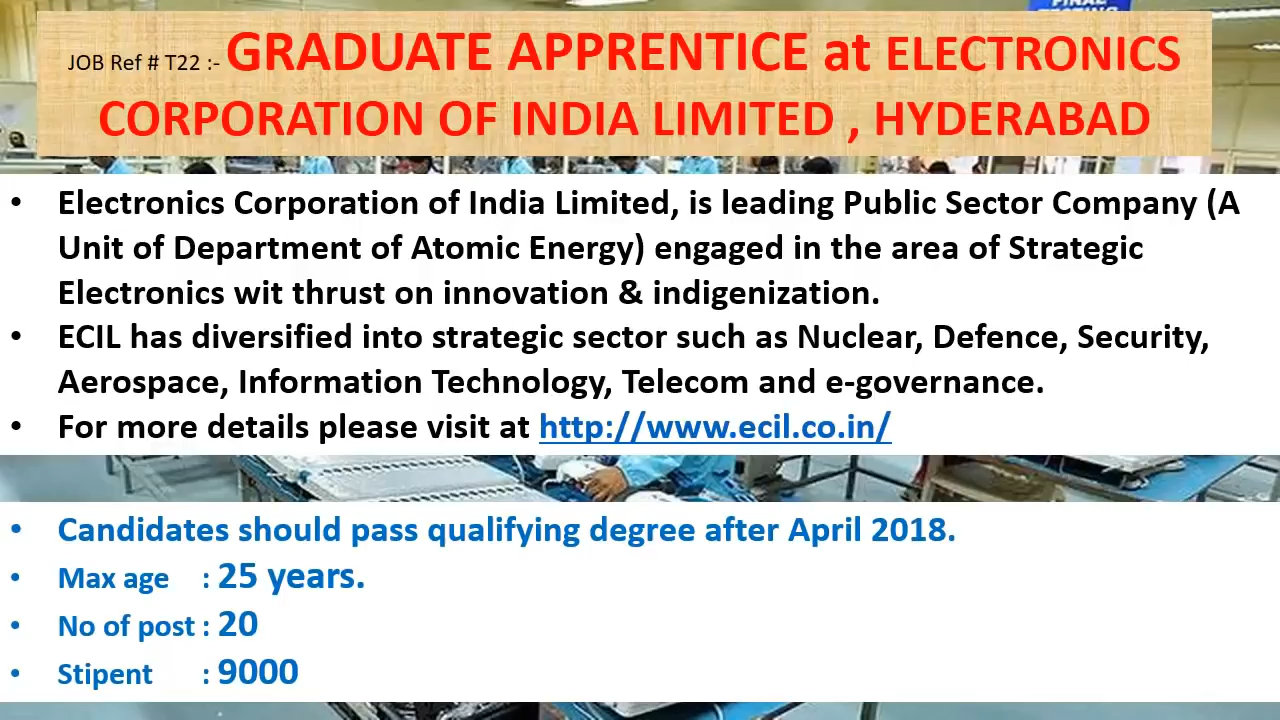 FINAL
TESTING
JOB Ref # T22 :- GRADUATE APPRENTICE at ELECTRONICS
CORPORATION OF INDIA LIMITED , HYDERABAD
• Electronics Corporation of India Limited, is leading Public Sector Company (A
Unit of Department of Atomic Energy) engaged in the area of Strategic
Electronics wit thrust on innovation & indigenization.
• ECIL has diversified into strategic sector such as Nuclear, Defence, Security,
Aerospace, Information Technology, Telecom and e-governance.
• For more details please visit at http://www.ecil.co.in/
• Candidates should pass qualifying degree after April 2018.
• Max age : 25 years.
• No of post : 20
• Stipent : 9000